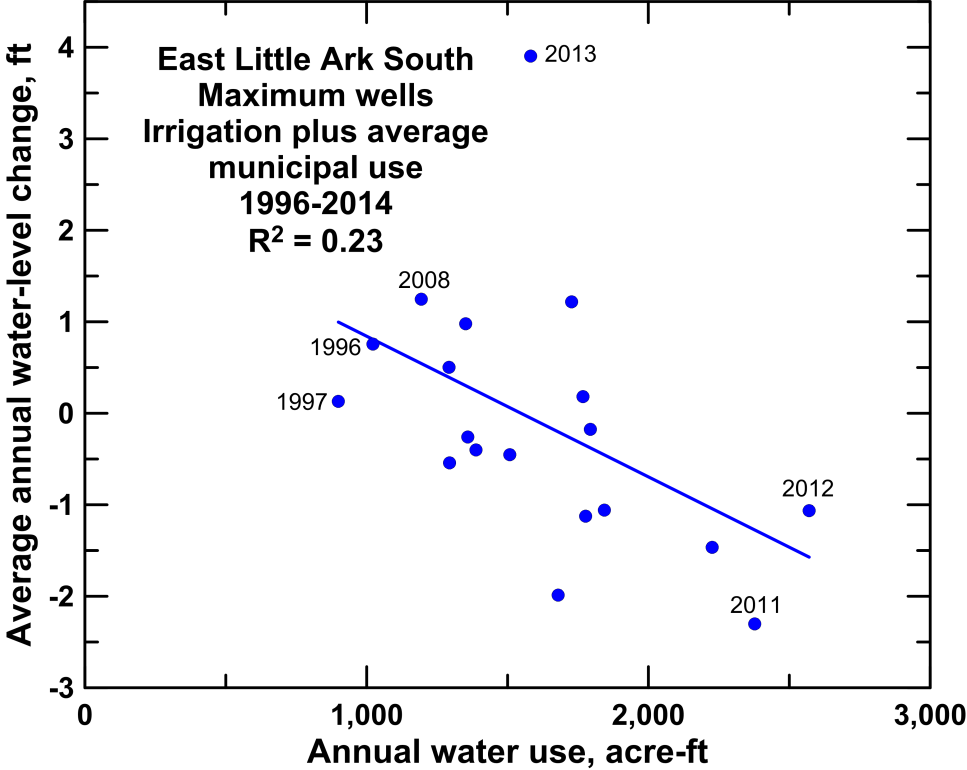 East Little Ark South
Maximum wells
Irrigation plus average
municipal use
1996-2014
R² = 0.23
2013
2008
1996
1997
2012
2011
4
3
2
1
0
-1
-2
-3
0
1,000
2,000
3,000
Average annual water-level change, ft
Annual water use, acre-ft